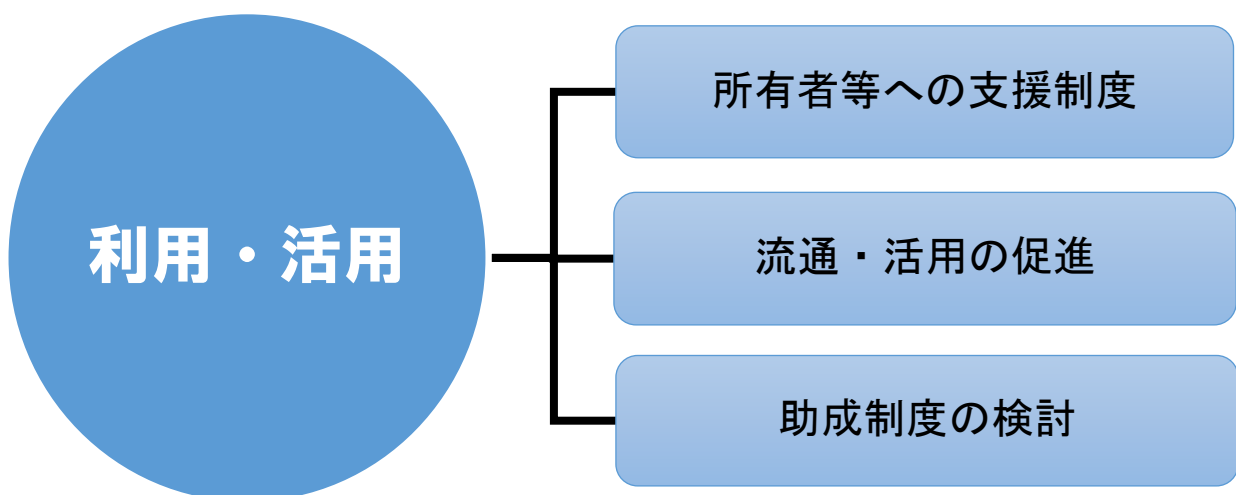 利用・活用
所有者等への支援制度
流通・活用の促進
助成制度の検討